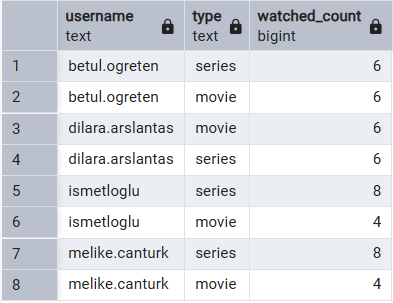 username type watched_count
text text bigint
1 betul.ogreten series 6
2 betul.ogreten movie 6
3 dilara.arslantas movie 6
4 dilara.arslantas series 6
5 ismetloglu series 8
6 ismetloglu movie 4
7 melike.canturk series 8
8 melike.canturk movie 4